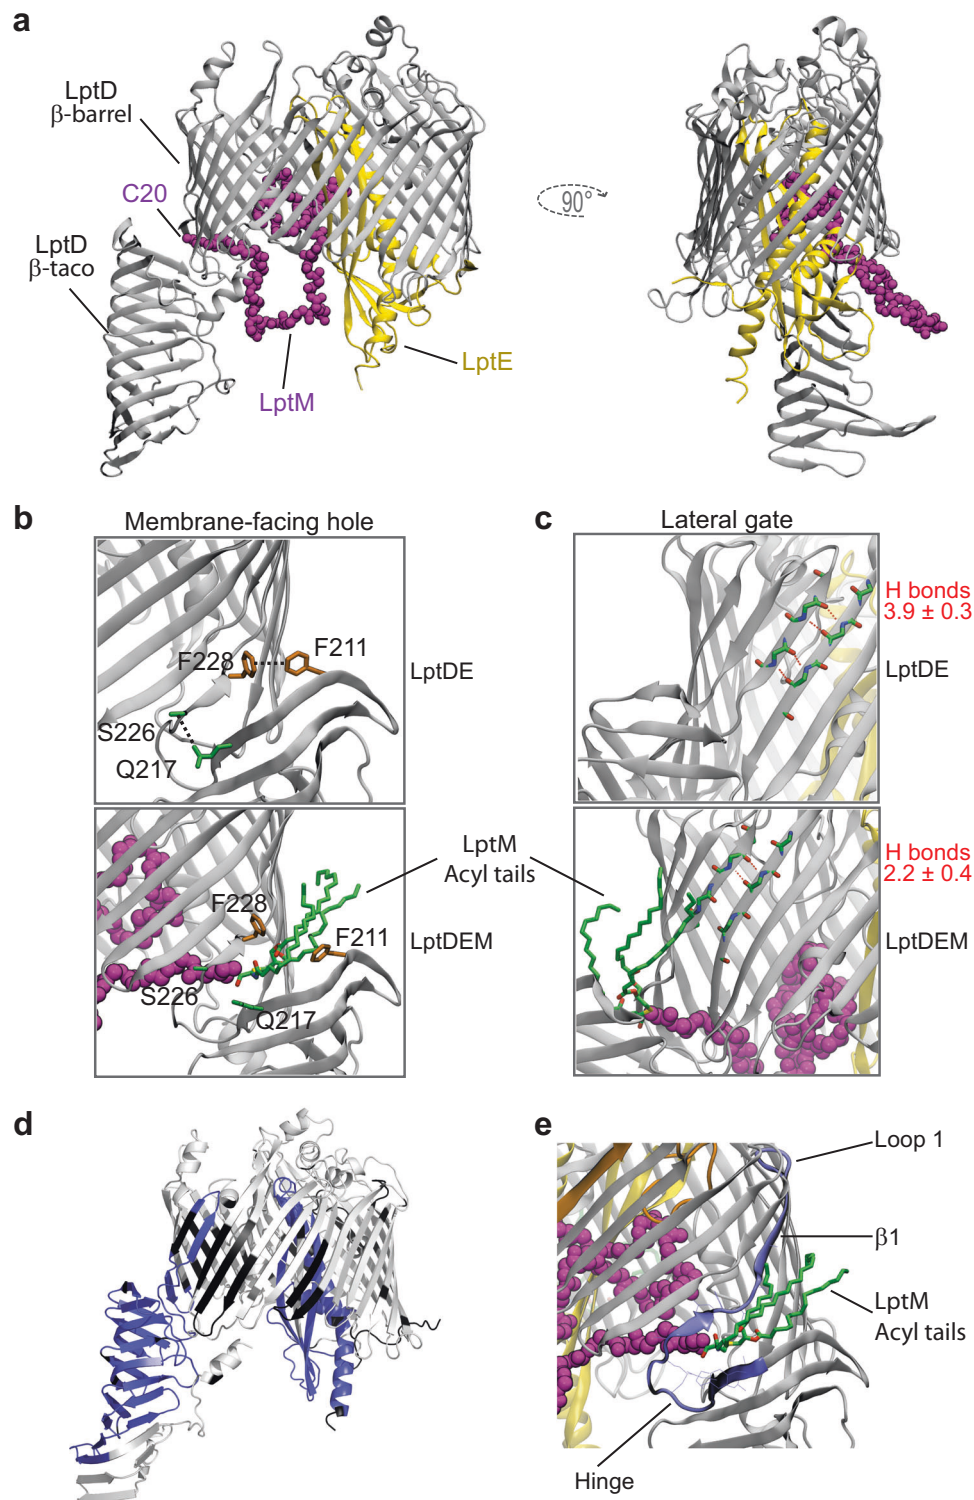 a
LptD
β-barrel
C20
LptD
β-taco
LptM
LptE
90°
b
Membrane-facing hole
F228
F211
S226
Q217
LptDE
F228
F211
S226
Q217
LptDEM
LptM
Acyl tails
c
Lateral gate
H bonds
3.9 ± 0.3
LptDE
H bonds
2.2 ± 0.4
LptDEM
d
e
Loop 1
β1
LptM
Acyl tails
Hinge